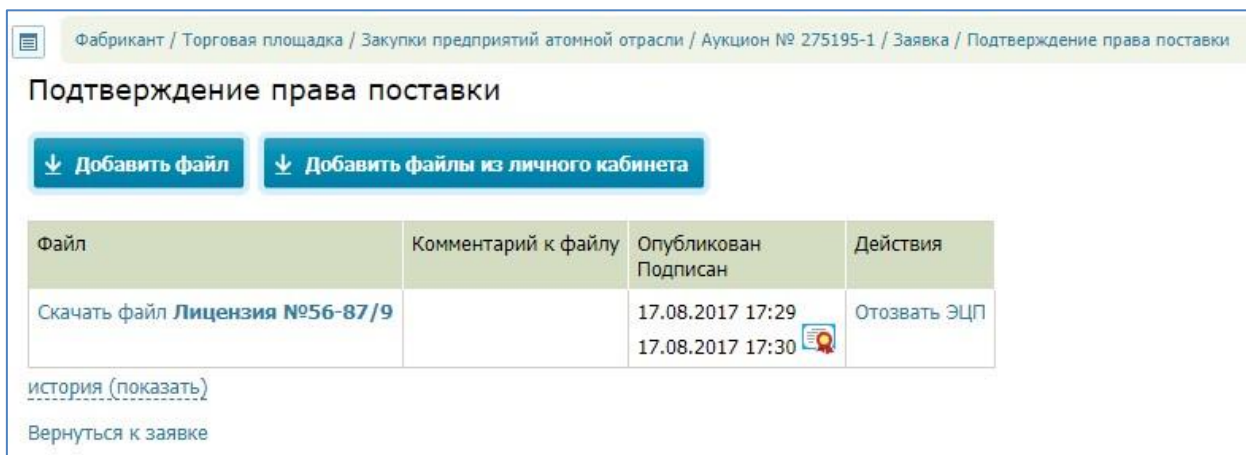 Фабрикант / Торговая площадка / Закупки предприятий атомной отрасли / Аукцион № 275195-1 / Заявка / Подтверждение права поставки
Подтверждение права поставки
Добавить файл
Добавить файлы из личного кабинета
Файл
Комментарий к файлу
Опубликован
Подписан
Действия
Скачать файл Лицензия №56-87/9
17.08.2017 17:29
17.08.2017 17:30
Отозвать ЭЦП
история (показать)
Вернуться к заявке